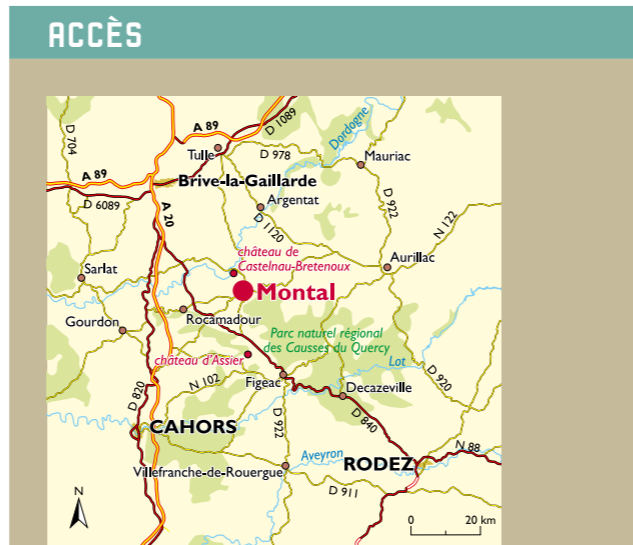 ACCÈS
A 89
D 1089
D 704
Tulle
D 978
Dordogne
Mauriac
A 89
Brive-la-Gaillarde
D 6089
A 20
Argentat
D 922
N 122
D 1120
château de
Castelnau-Bretenoux
Aurillac
Sarlat
Montal
Rocamadour
Gourdon
Parc naturel régional
des Causses du Quercy
château d'Assier
Lot
N 102
Figeac
D 920
Decazeville
D 820
D 922
D 840
CAHORS
Aveyron
N 88
Villefranche-de-Rouergue
RODEZ
D 911
N
0 20 km